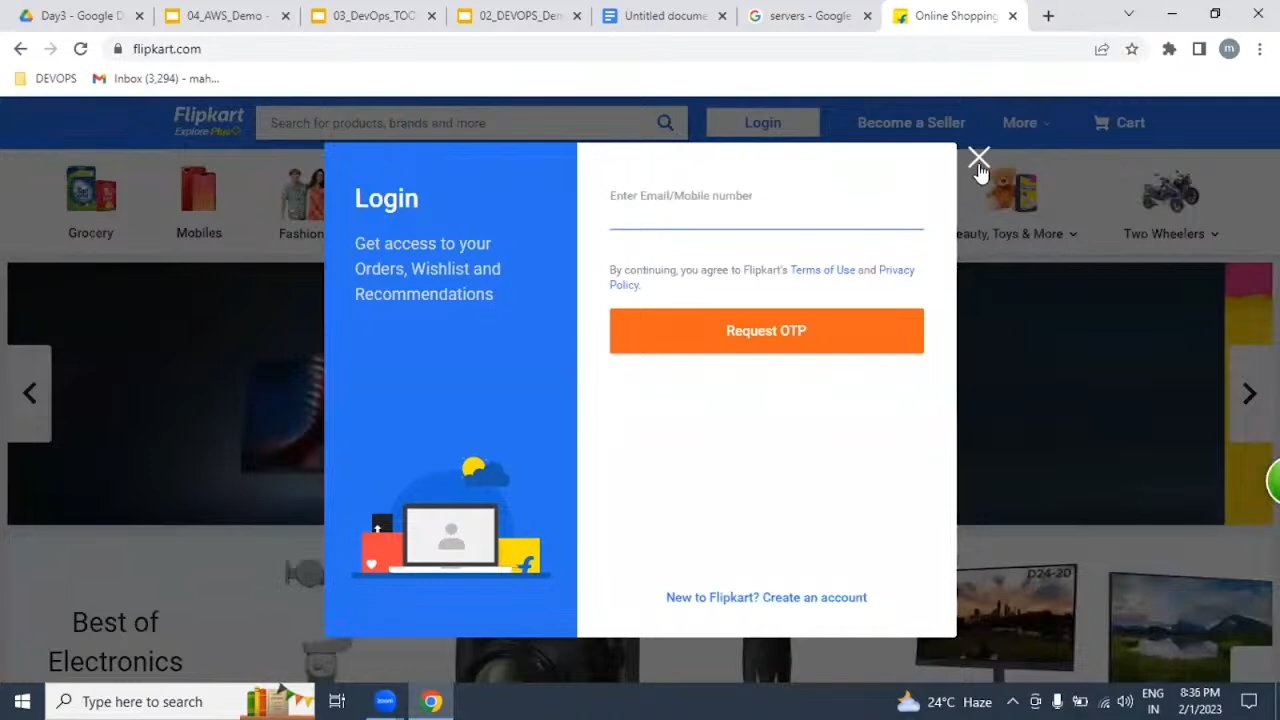 Day3 - Google D
04_AWS_Demo -
03_DevOps_TOC
02_DEVOPS_Dem
Untitled docume
servers - Google
Online Shopping
flipkart.com
m
DEVOPS
Inbox (3,294) - mah...
Flipkart
Explore Plus
Search for products, brands and more
Login
Become a Seller
More
Cart
Grocery
Mobiles
Fashion
eauty, Toys & More
Two Wheelers
Login
Get access to your
Orders, Wishlist and
Recommendations
Enter Email/Mobile number
By continuing, you agree to Flipkart's Terms of Use and Privacy
Policy.
Request OTP
New to Flipkart? Create an account
Best of
Electronics
D24-20
Type here to search
zoom
24°C Haze
ENG
IN
8:36 PM
2/1/2023